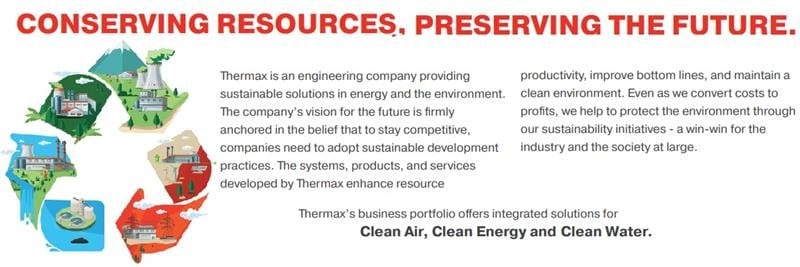 CONSERVING RESOURCES, PRESERVING THE FUTURE.
Thermax is an engineering company providing
sustainable solutions in energy and the environment.
The company's vision for the future is firmly
anchored in the belief that to stay competitive,
companies need to adopt sustainable development
practices. The systems, products, and services
developed by Thermax enhance resource
productivity, improve bottom lines, and maintain a
clean environment. Even as we convert costs to
profits, we help to protect the environment through
our sustainability initiatives - a win-win for the
industry and the society at large.
Thermax's business portfolio offers integrated solutions for
Clean Air, Clean Energy and Clean Water.